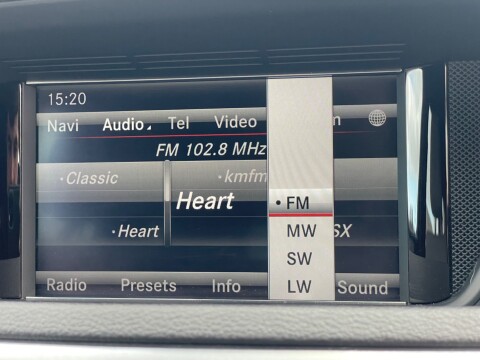 15:20
Navi Audio Tel Video
FM 102.8 MHz
•Classic •kmfm
Heart
• FM
•Heart MW SX
SW
Radio Presets Info LW Sound